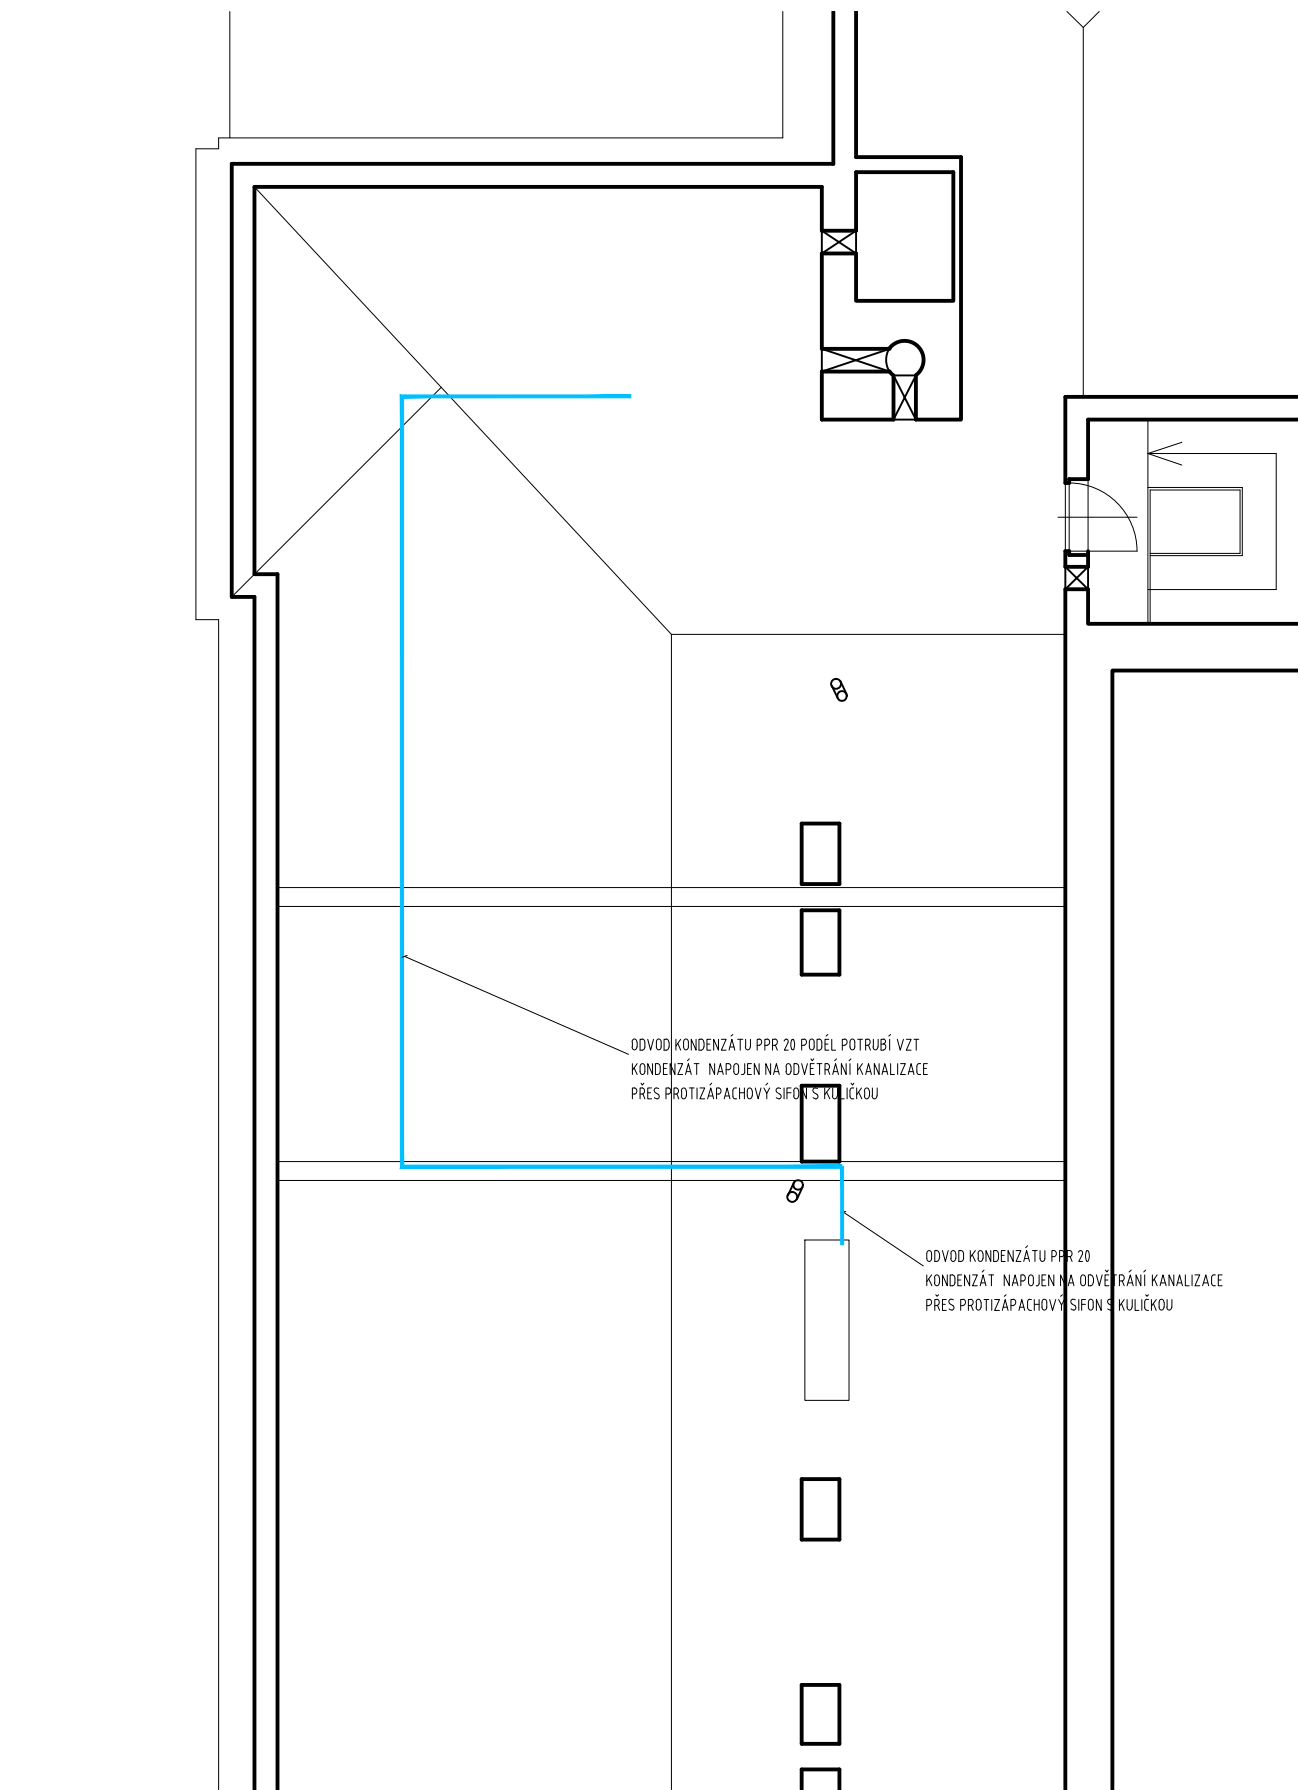 ODVOD KONDENZÁTU PPR 20 PODÉL POTRUBÍ VZT
KONDENZÁT NAPOJEN NA ODVĚTRÁNÍ KANALIZACE
PŘES PROTIZÁPACHOVÝ SIFON S KULIČKOU
ODVOD KONDENZÁTU PPR 20
KONDENZÁT NAPOJEN NA ODVĚTRÁNÍ KANALIZACE
PŘES PROTIZÁPACHOVÝ SIFON S KULIČKOU